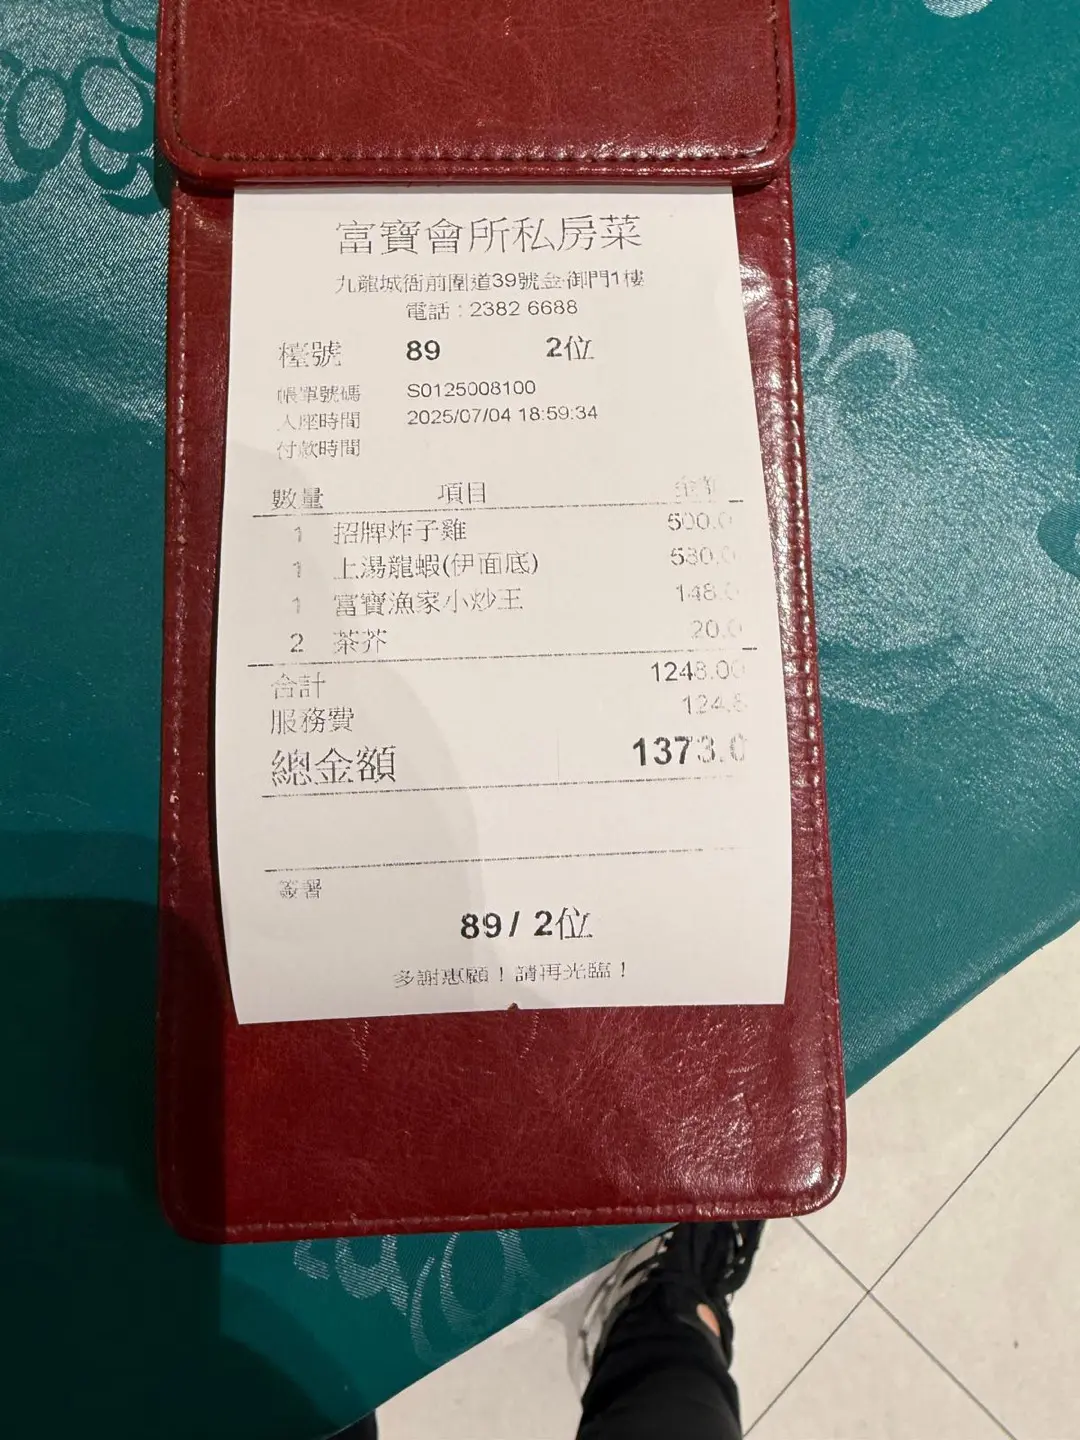 富寶會所私房菜
九龍城衙前圍道39號金御門1樓
電話：2382 6688
檯號 89 2位
帳單號碼 S0125008100
入座時間 2025/07/04 18:59:34
付款時間
數量 項目 金額
1 招牌炸子雞 500.0
1 上湯龍蝦(伊面底) 580.0
1 富寶漁家小炒王 148.0
2 茶芥 20.0
合計 1248.00
服務費 124.8
總金額 1373.0
簽署
89 / 2位
多謝惠顧！請再光臨！